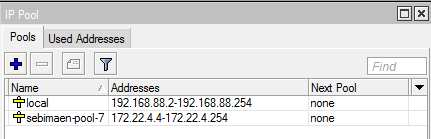 IP Pool
Pools Used Addresses
Find
Name Addresses Next Pool
local 192.168.88.2-192.168.88.254 none
sebimaen-pool-7 172.22.4.4-172.22.4.254 none